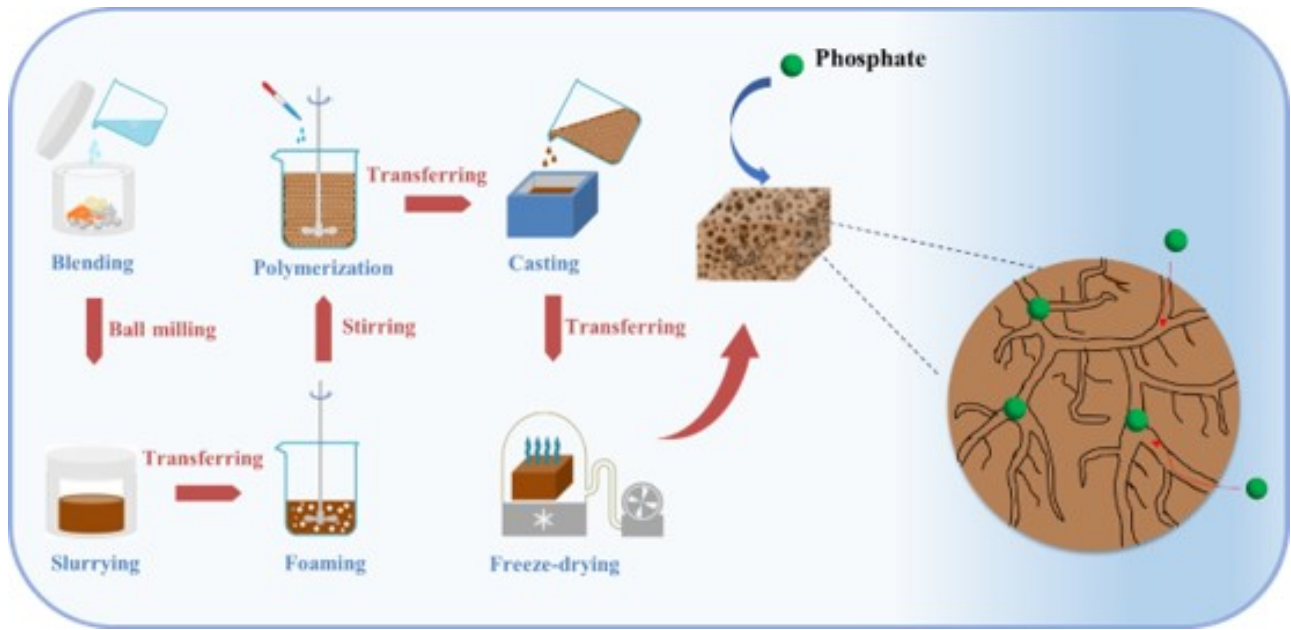 Phosphate
Blending
Ball milling
Slurrying
Transferring
Foaming
Stirring
Polymerization
Transferring
Casting
Transferring
Freeze-drying